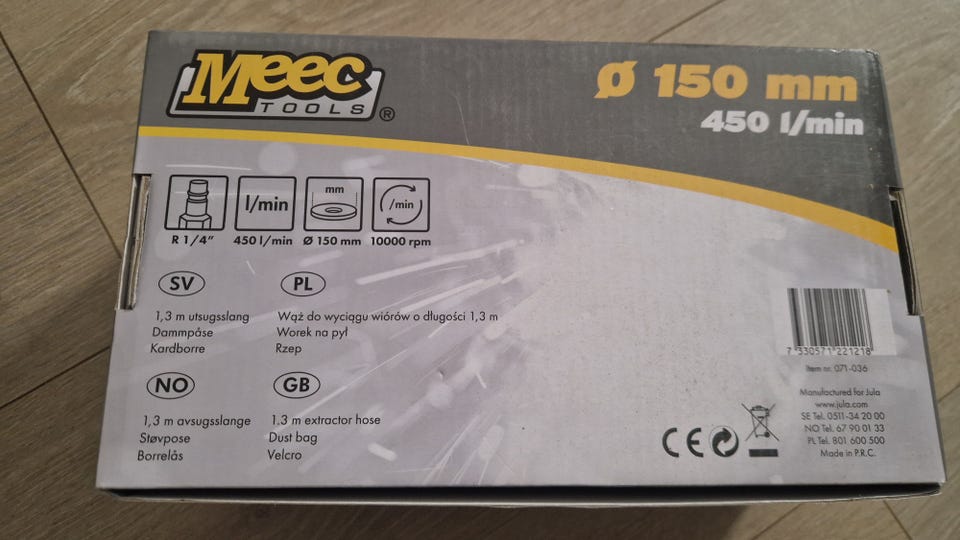 Meec
TOOLS®
Ø 150 mm
450 l/min
l/min
mm
/min
R 1/4"
450 l/min
Ø 150 mm
10000 rpm
SV
1,3 m utsugsslang
Dammpåse
Kardborre
PL
Wąż do wyciągu wiórów o długości 1,3 m
Worek na pył
Rzep
NO
1,3 m avsugsslange
Støvpose
Borrelås
GB
1.3 m extractor hose
Dust bag
Velcro
7 330571 221218
Item nr. 071-036
Manufactured for Jula
www.jula.com
SE Tel. 0511-34 20 00
NO Tel. 67 90 01 33
PL Tel. 801 600 500
Made in P.R.C.
CE